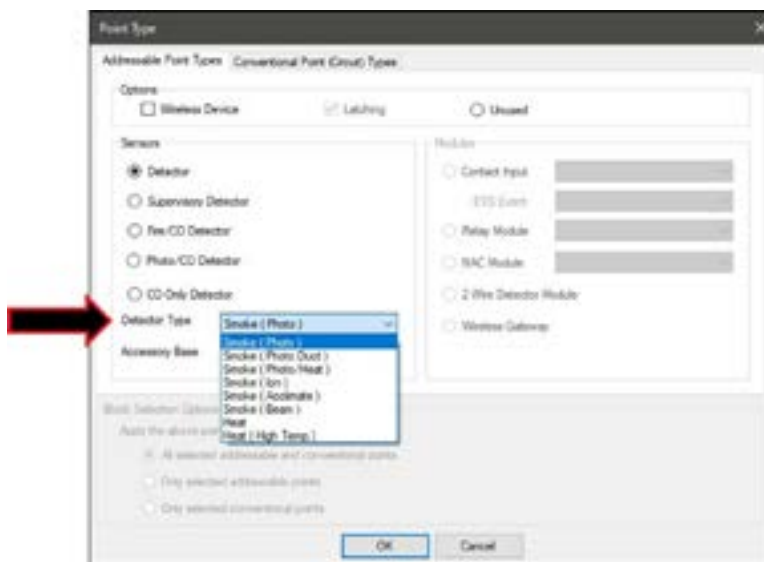 Point Type
Addressable Point Types Conventional Point (Circuit) Types
Options
Wireless Device Latching Unused
Sensors
Modules
Detector
Contact Input
Supervisory Detector
Event
Fire/CO Detector
Relay Module
Photo/CO Detector
NAC Module
CO Only Detector
2 Wire Detector Module
Detector Type Smoke ( Photo )
Wireless Gateway
Smoke ( Photo )
Accessory Base
Smoke ( Photo Duct )
Smoke ( Photo/Heat )
Smoke ( Ion )
Smoke ( Acclimate )
Block Selection Options
Smoke ( Beam )
Heat
Apply the above
Heat ( High Temp. )
All selected addressable and conventional points
Only selected addressable points
Only selected conventional points
OK Cancel